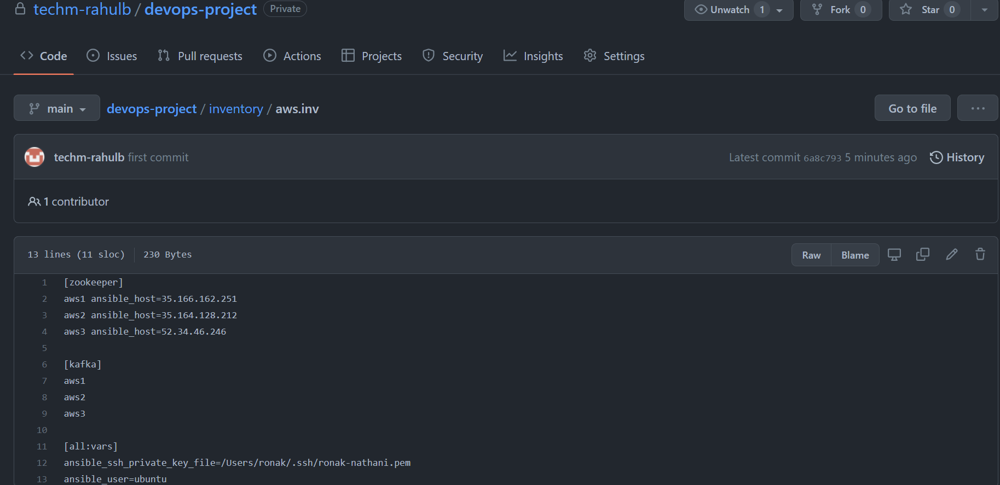 techm-rahulb / devops-project Private Unwatch 1 Fork 0 Star 0
Code Issues Pull requests Actions Projects Security Insights Settings
main devops-project / inventory / aws.inv Go to file ...
techm-rahulb first commit Latest commit 6a8c793 5 minutes ago History
1 contributor
13 lines (11 sloc) 230 Bytes Raw Blame
1 [zookeeper]
2 aws1 ansible_host=35.166.162.251
3 aws2 ansible_host=35.164.128.212
4 aws3 ansible_host=52.34.46.246
5
6 [kafka]
7 aws1
8 aws2
9 aws3
10
11 [all:vars]
12 ansible_ssh_private_key_file=/Users/ronak/.ssh/ronak-nathani.pem
13 ansible_user=ubuntu